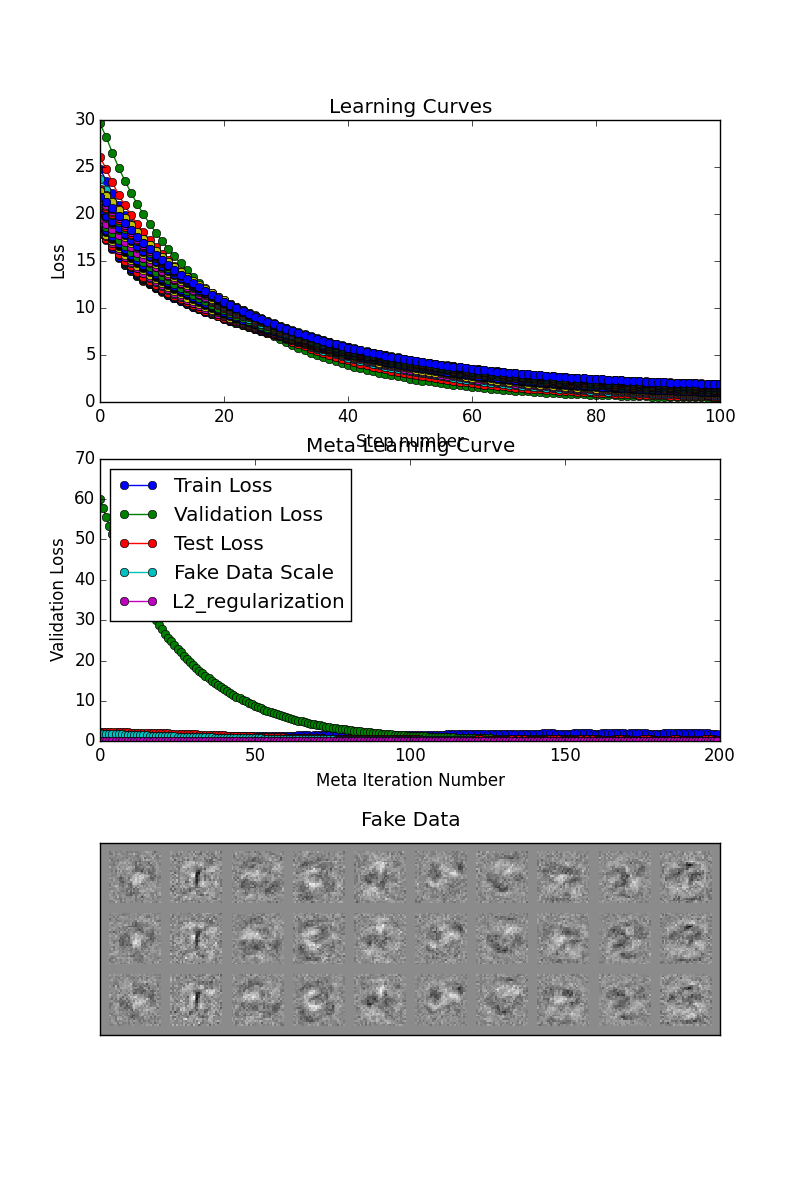 Learning Curves
30
25
20
15
10
5
0
Loss
0 20 40 60 80 100
Step number
Meta Learning Curve
70
60
50
40
30
20
10
0
Validation Loss
Train Loss
Validation Loss
Test Loss
Fake Data Scale
L2_regularization
0 50 100 150 200
Meta Iteration Number
Fake Data